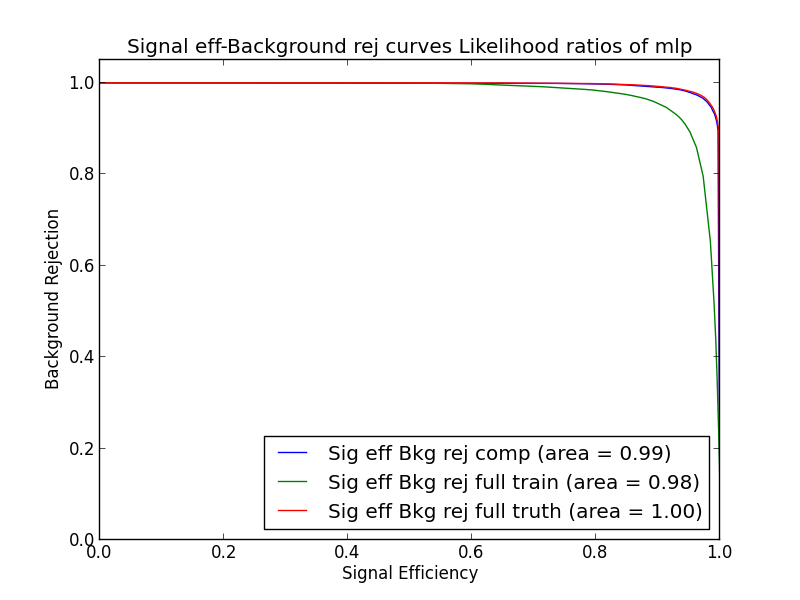 Signal eff-Background rej curves Likelihood ratios of mlp
1.0
0.8
0.6
0.4
0.2
0.0
Background Rejection
Sig eff Bkg rej comp (area = 0.99)
Sig eff Bkg rej full train (area = 0.98)
Sig eff Bkg rej full truth (area = 1.00)
0.0 0.2 0.4 0.6 0.8 1.0
Signal Efficiency